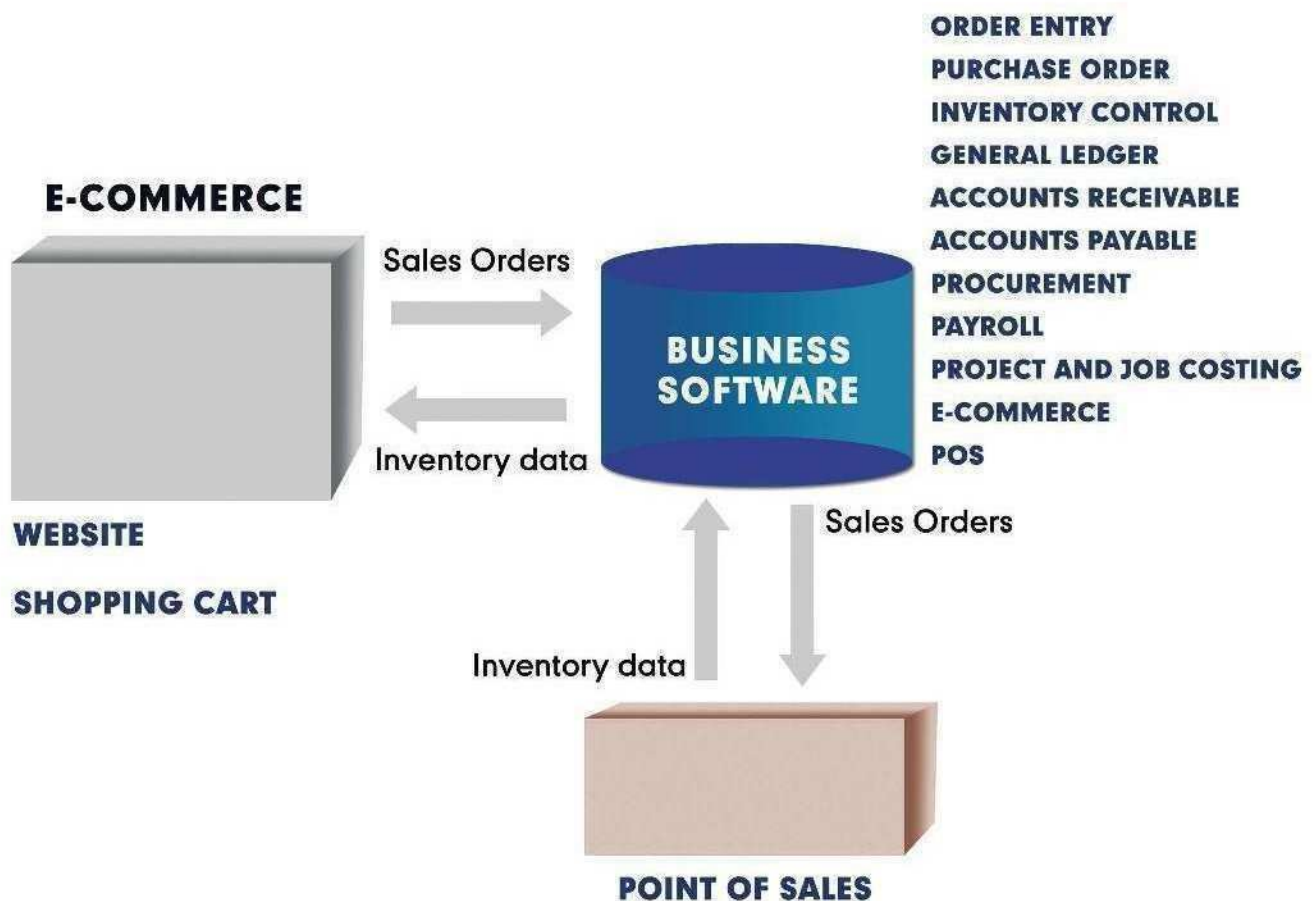 E-COMMERCE
Sales Orders
Inventory data
WEBSITE
SHOPPING CART
BUSINESS
SOFTWARE
ORDER ENTRY
PURCHASE ORDER
INVENTORY CONTROL
GENERAL LEDGER
ACCOUNTS RECEIVABLE
ACCOUNTS PAYABLE
PROCUREMENT
PAYROLL
PROJECT AND JOB COSTING
E-COMMERCE
POS
Sales Orders
Inventory data
POINT OF SALES